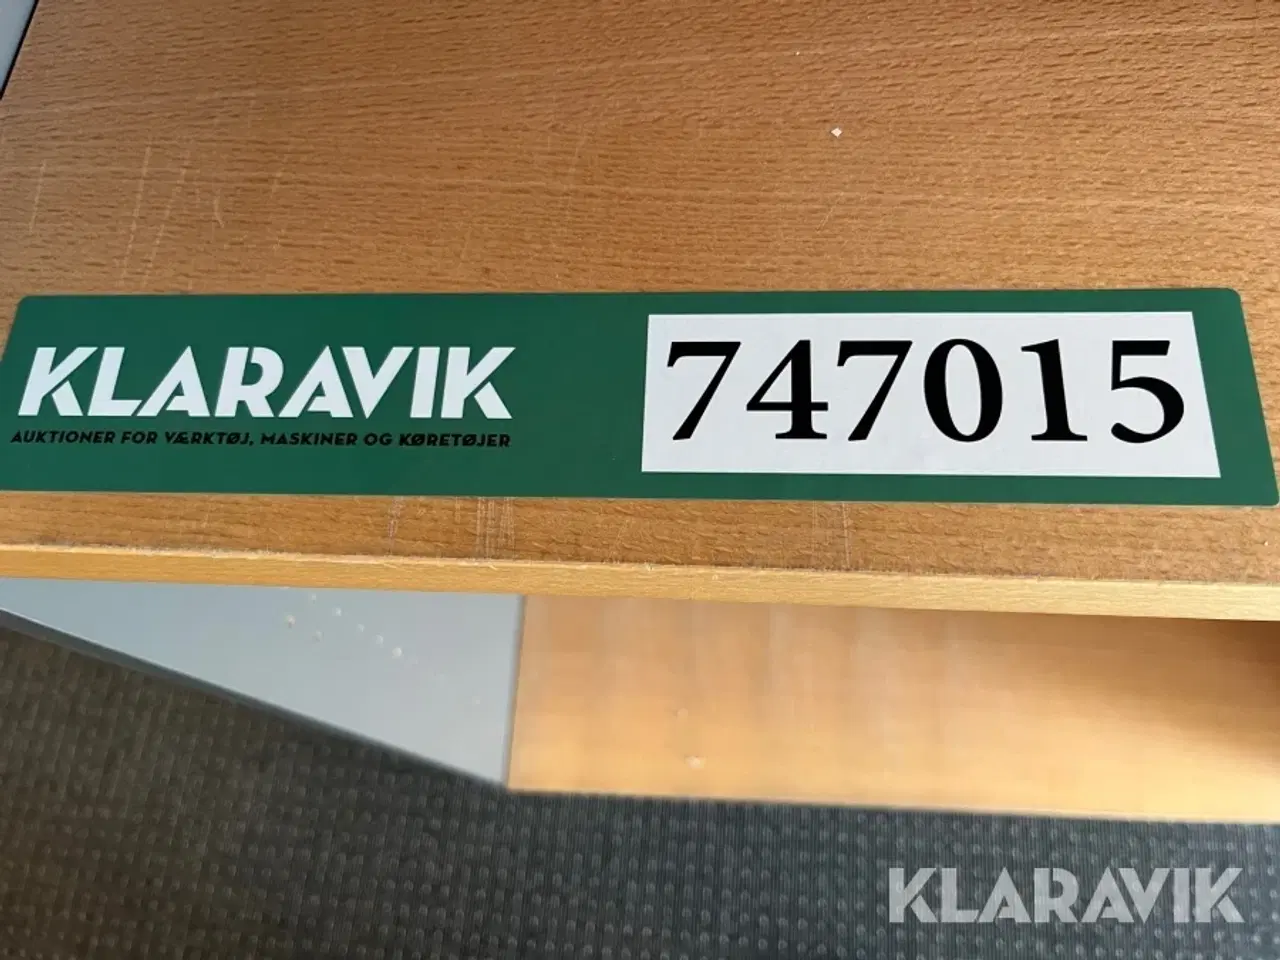 KLARAVIK
AUKTIONER FOR VÆRKTØJ, MASKINER OG KØRETØJER
747015
KLARAVIK